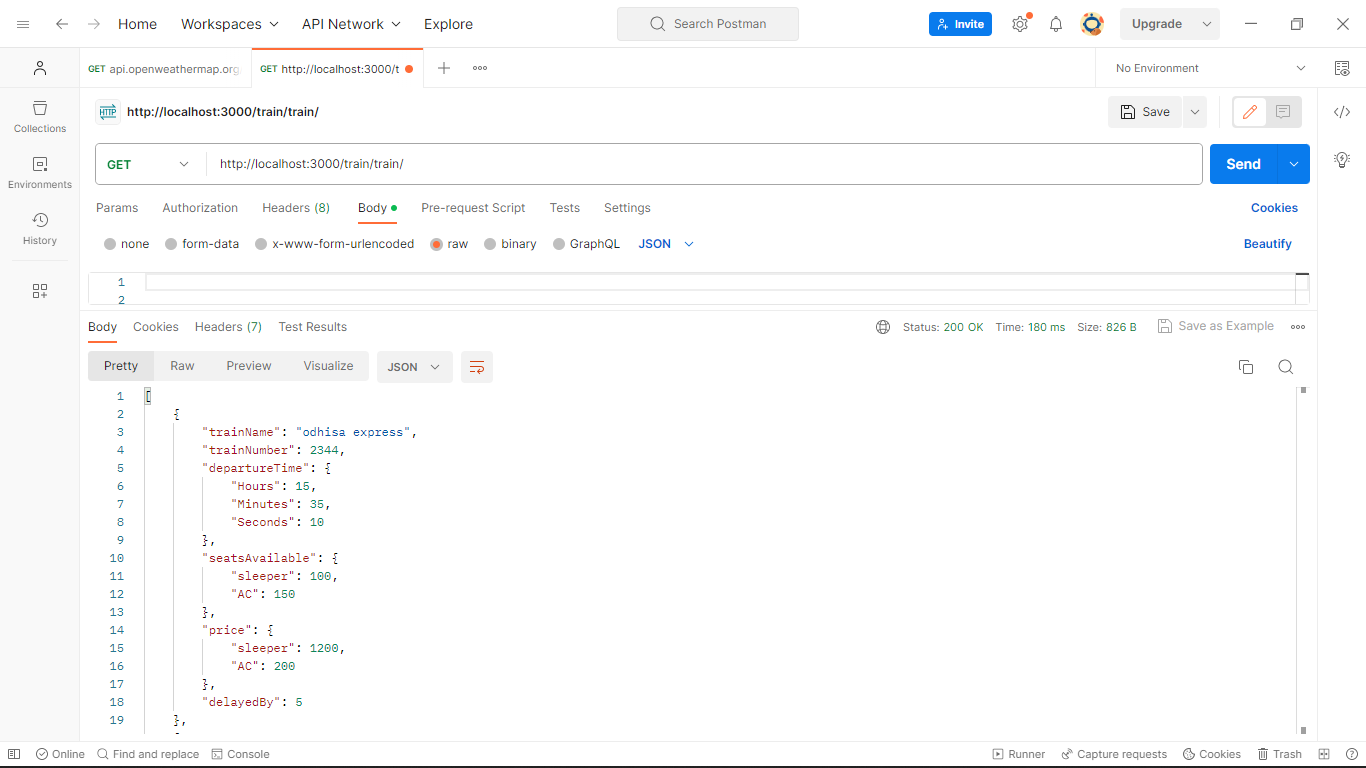 Home Workspaces API Network Explore Search Postman Invite Upgrade
GET api.openweathermap.org GET http://localhost:3000/t No Environment
HTTP http://localhost:3000/train/train/ Save
Collections
GET http://localhost:3000/train/train/ Send
Environments
Params Authorization Headers (8) Body Pre-request Script Tests Settings Cookies
History
none form-data x-www-form-urlencoded raw binary GraphQL JSON Beautify
1
2
Body Cookies Headers (7) Test Results Status: 200 OK Time: 180 ms Size: 826 B Save as Example
Pretty Raw Preview Visualize JSON
1 [
2 {
3 "trainName": "odhisa express",
4 "trainNumber": 2344,
5 "departureTime": {
6 "Hours": 15,
7 "Minutes": 35,
8 "Seconds": 10
9 },
10 "seatsAvailable": {
11 "sleeper": 100,
12 "AC": 150
13 },
14 "price": {
15 "sleeper": 1200,
16 "AC": 200
17 },
18 "delayedBy": 5
19 },
Online Find and replace Console Runner Capture requests Cookies Trash